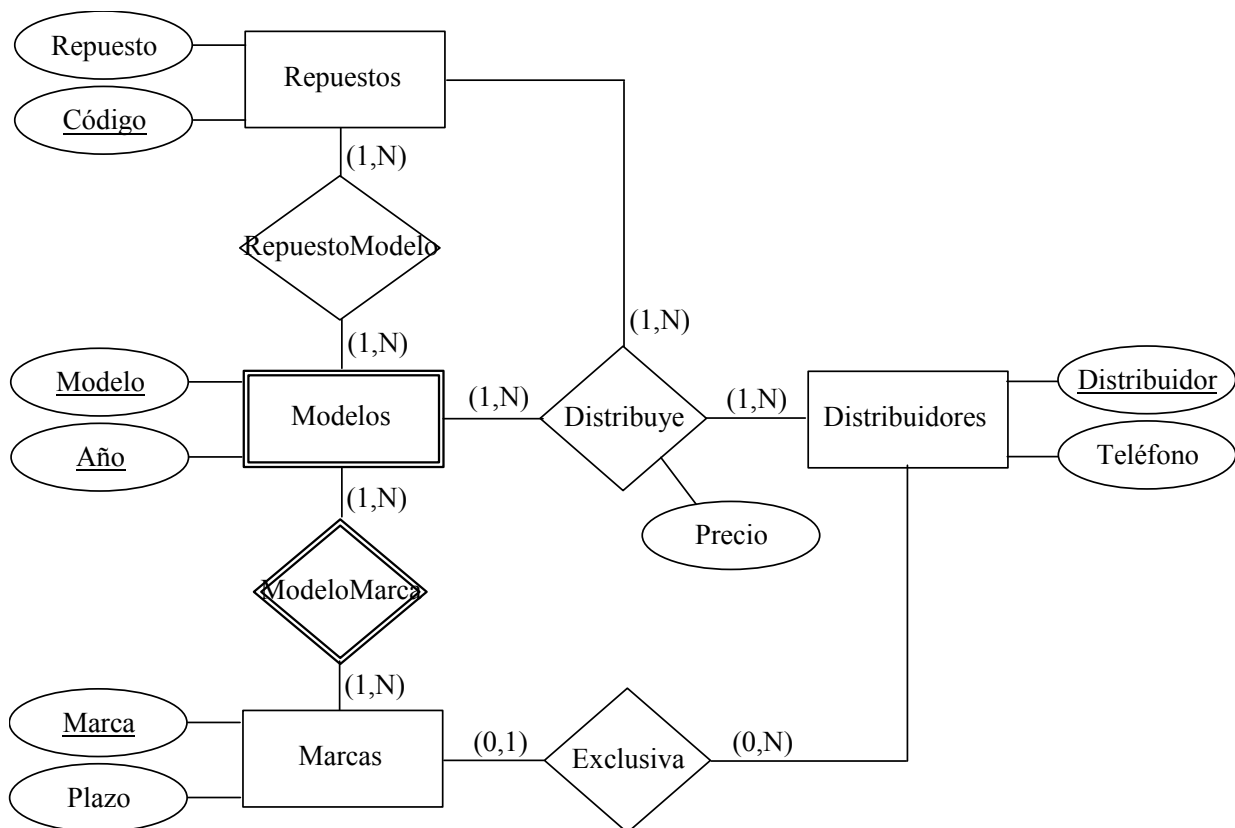 Repuesto
Repuestos
Código
(1,N)
RepuestoModelo
(1,N)
(1,N)
Modelo
Modelos
Año
(1,N)
Distribuye
(1,N)
Distribuidores
Distribuidor
Teléfono
Precio
(1,N)
ModeloMarca
(1,N)
Marca
Marcas
Plazo
(0,1)
Exclusiva
(0,N)